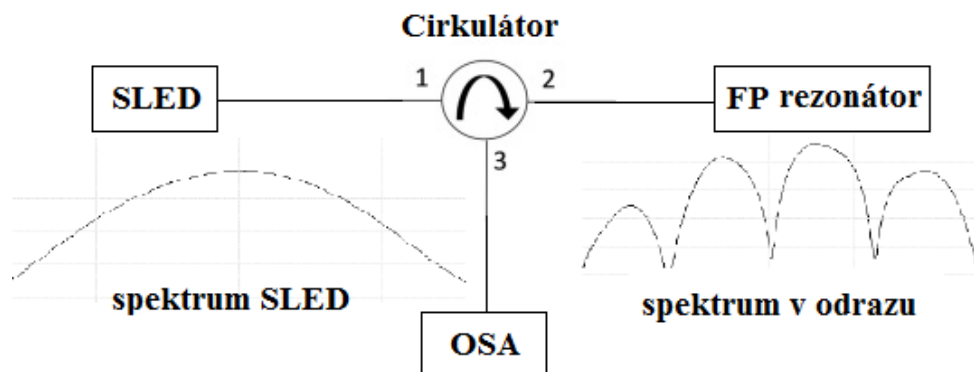 Cirkulátor
SLED
1
2
FP rezonátor
3
spektrum SLED
spektrum v odrazu
OSA